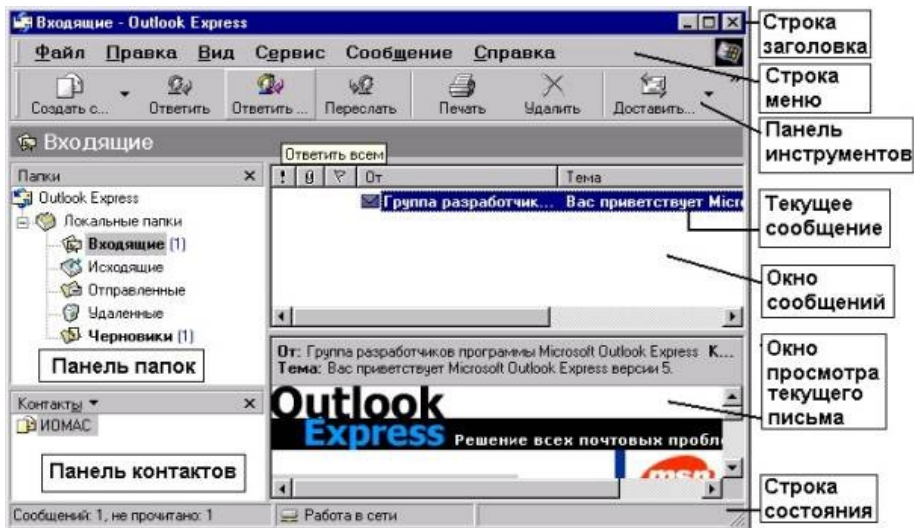 Входящие - Outlook Express
Строка заголовка
Файл Правка Вид Сервис Сообщение Справка
Строка меню
Создать с... Ответить Ответить ... Переслать Печать Удалить Доставить... »
Панель инструментов
Входящие
Ответить всем
Папки
! От Тема
Outlook Express
Группа разработчик... Вас приветствует Micro
Текущее сообщение
Локальные папки
Входящие (1)
Исходящие
Отправленные
Окно сообщений
Удаленные
Черновики (1)
Панель папок
От: Группа разработчиков программы Microsoft Outlook Express К...
Тема: Вас приветствует Microsoft Outlook Express версии 5.
Окно просмотра текущего письма
Контакты
ИОМАС
Outlook
Express Решение всех почтовых пробл
Панель контактов
msn
Строка состояния
Сообщений: 1, не прочитано: 1 Работа в сети